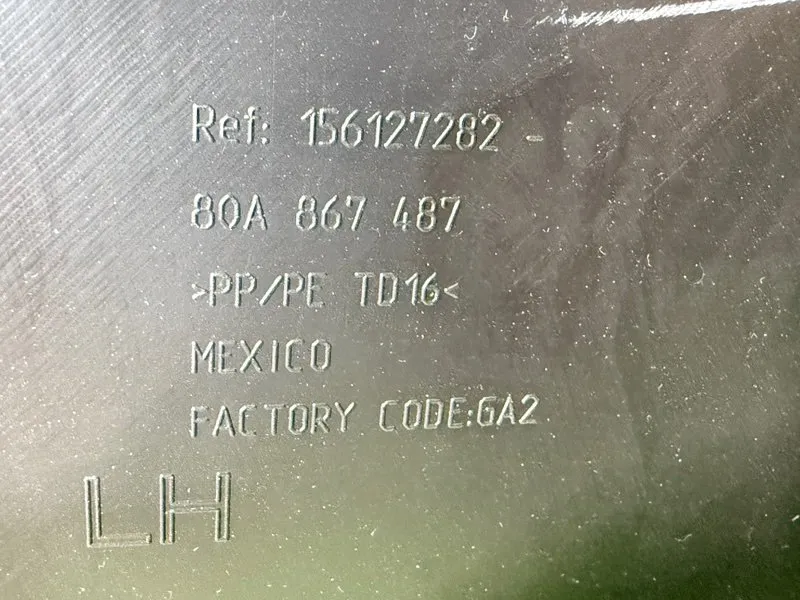 Ref: 156127282 -
80A 867 487
>PP/PE TD16<
MEXICO
FACTORY CODE:GA2
LH